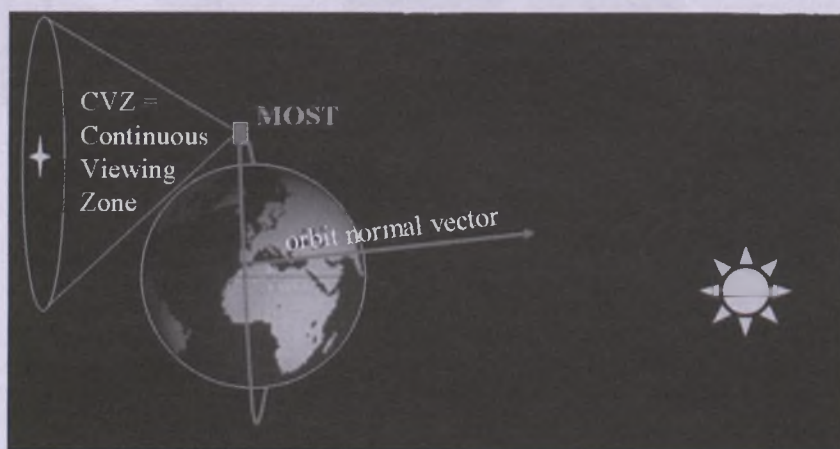 CVZ =
Continuous
Viewing
Zone
MOST
orbit normal vector